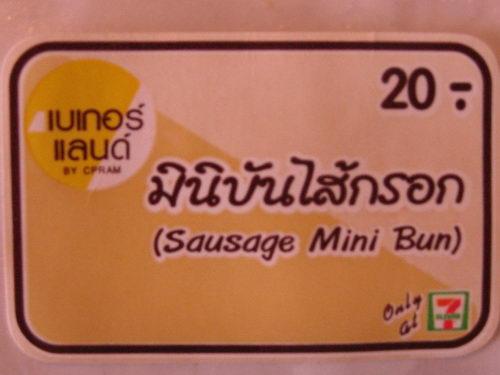 เบเกอร์
แลนด์
BY CPRAM
20.-
มินิบันไส้กรอก
(Sausage Mini Bun)
Only
At
7
ELEVEN